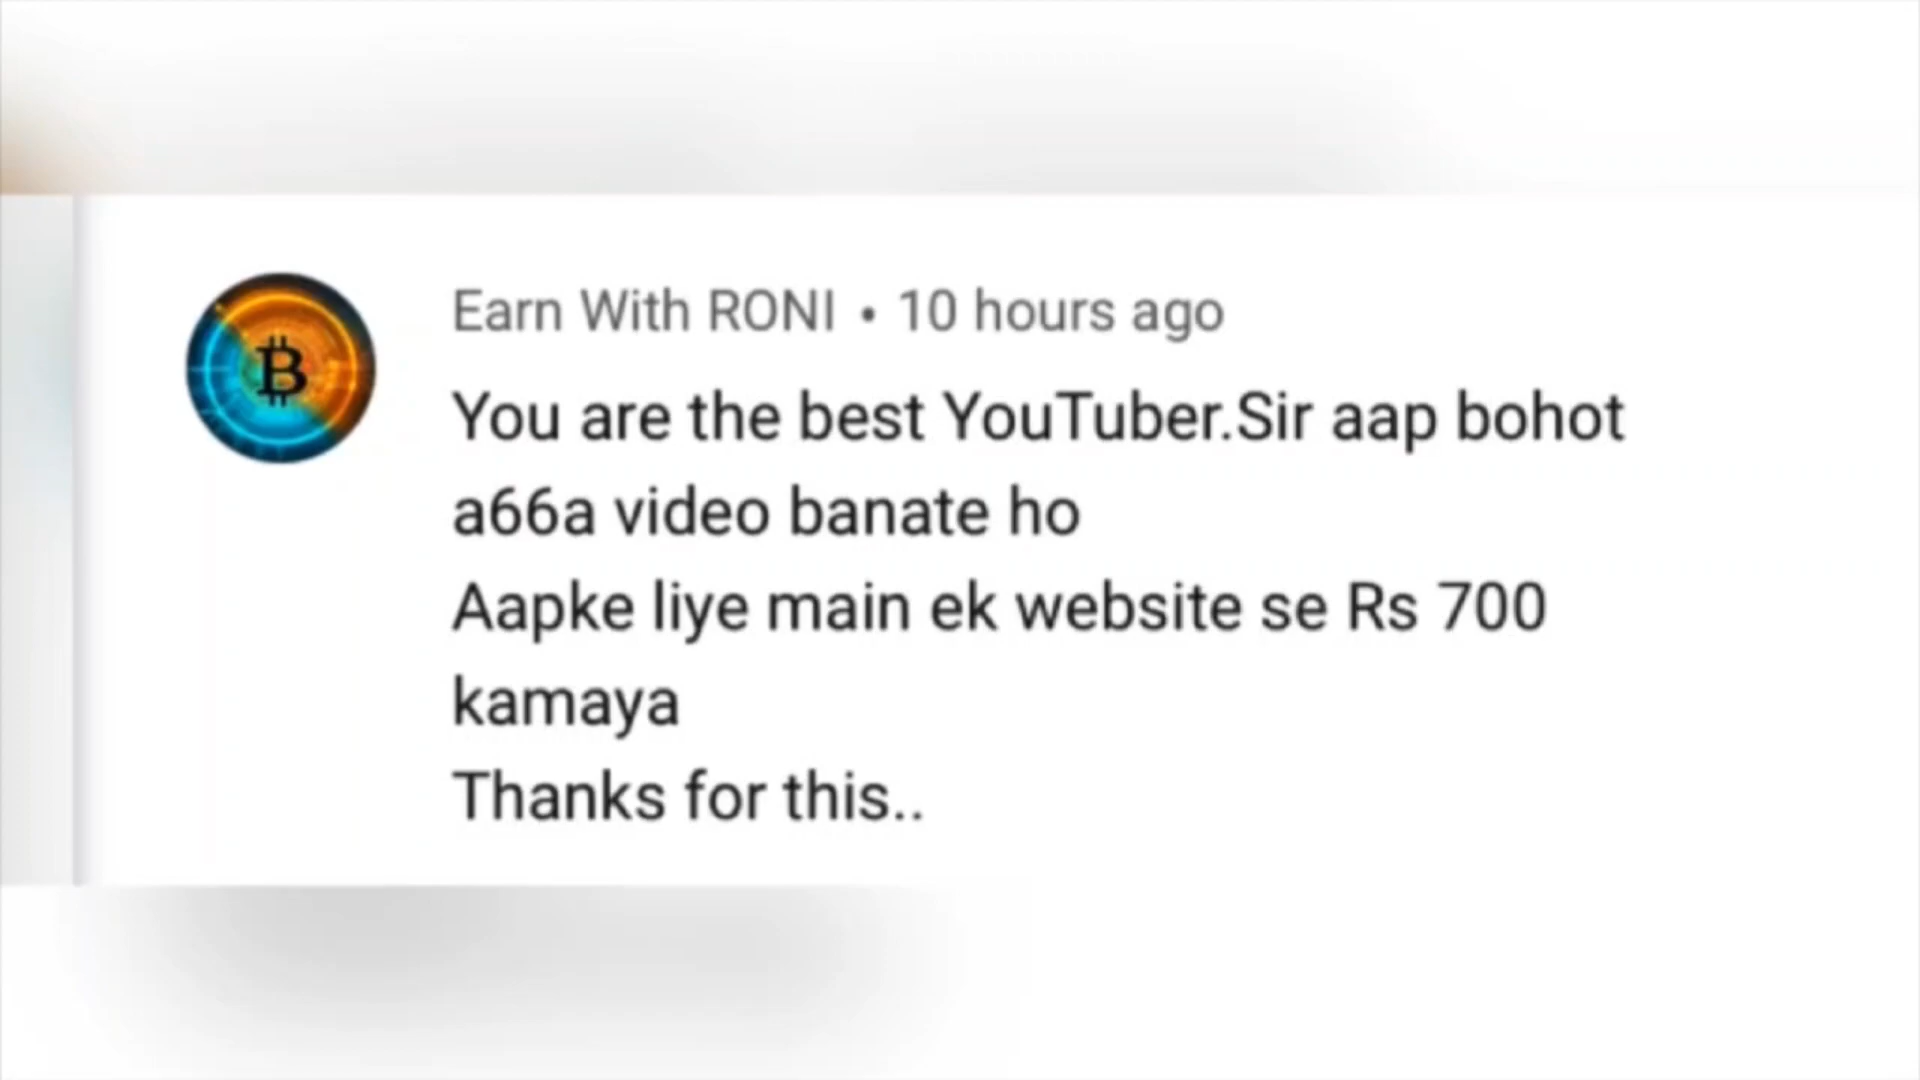 Earn With RONI • 10 hours ago
You are the best YouTuber.Sir aap bohot
a66a video banate ho
Aapke liye main ek website se Rs 700
kamaya
Thanks for this..